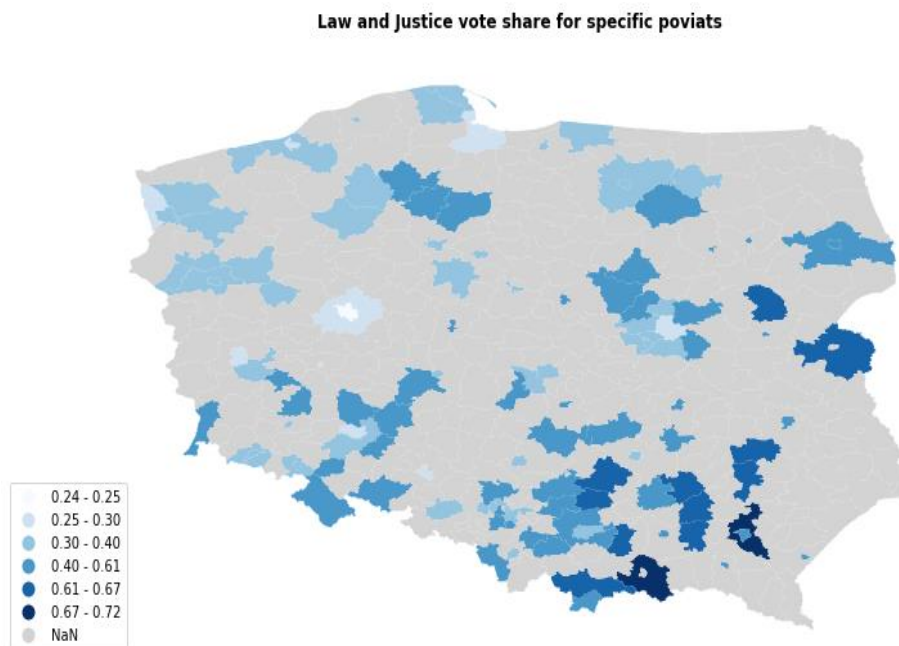 Law and Justice vote share for specific poviats
0.24 - 0.25
0.25 - 0.30
0.30 - 0.40
0.40 - 0.61
0.61 - 0.67
0.67 - 0.72
NaN